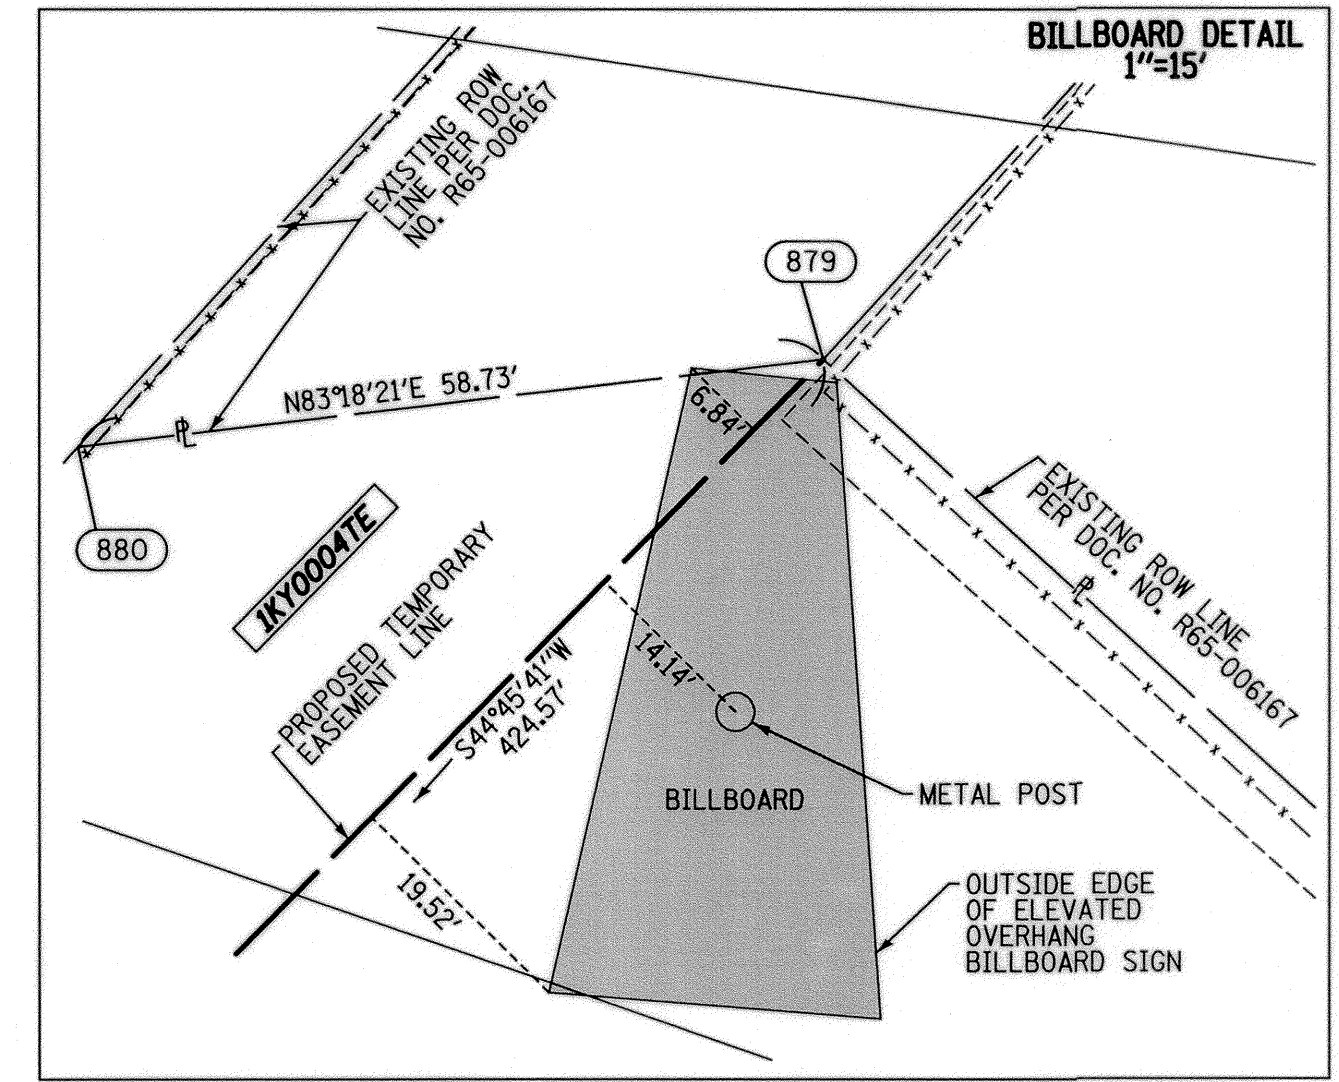 BILLBOARD DETAIL
1"=15'
EXISTING ROW
LINE PER DOC.
NO. R65-006167
879
N83°18'21'E 58.73'
PL
6.84'
880
1KY0004TE
PROPOSED TEMPORARY
EASEMENT LINE
S44°45'41"W
424.57'
14.14'
EXISTING ROW LINE
PER DOC. NO. R65-006167
PL
BILLBOARD
METAL POST
19.52'
OUTSIDE EDGE
OF ELEVATED
OVERHANG
BILLBOARD SIGN